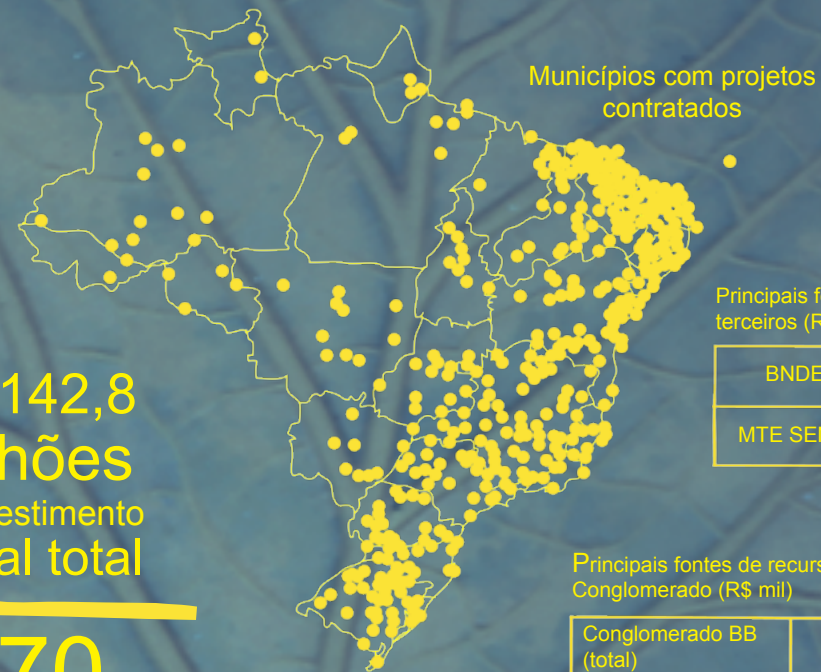 Municípios com projetos
contratados
142,8
hões
estimento
al total
70
Principais f
terceiros (R
BNDE
MTE SE
Principais fontes de recurs
Conglomerado (R$ mil)
Conglomerado BB
(total)